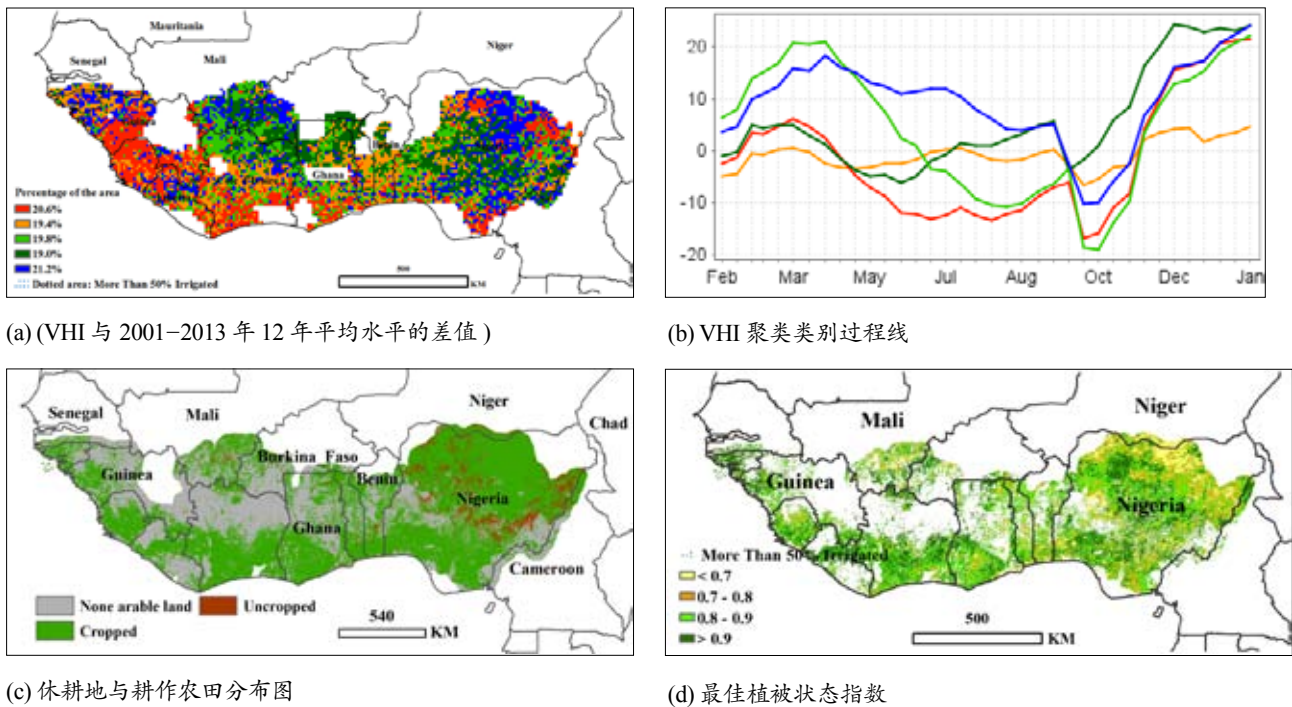 Mauritania
Senegal
Mali
Niger
Ghana
Percentage of the area
20.6%
19.4%
19.8%
19.0%
21.2%
Dotted area: More Than 50% Irrigated
500
KM
20
10
0
-10
-20
Feb
Mar
May
Jul
Aug
Oct
Dec
Jan
(a) (VHI 与 2001–2013 年 12 年平均水平的差值 )
(b) VHI 聚类类别过程线
Senegal
Mali
Niger
Chad
Guinea
Burkina Faso
Benin
Nigeria
Ghana
Cameroon
None arable land
Uncropped
Cropped
540
KM
Mali
Niger
Guinea
Nigeria
More Than 50% Irrigated
< 0.7
0.7 - 0.8
0.8 - 0.9
> 0.9
500
KM
(c) 休耕地与耕作农田分布图
(d) 最佳植被状态指数